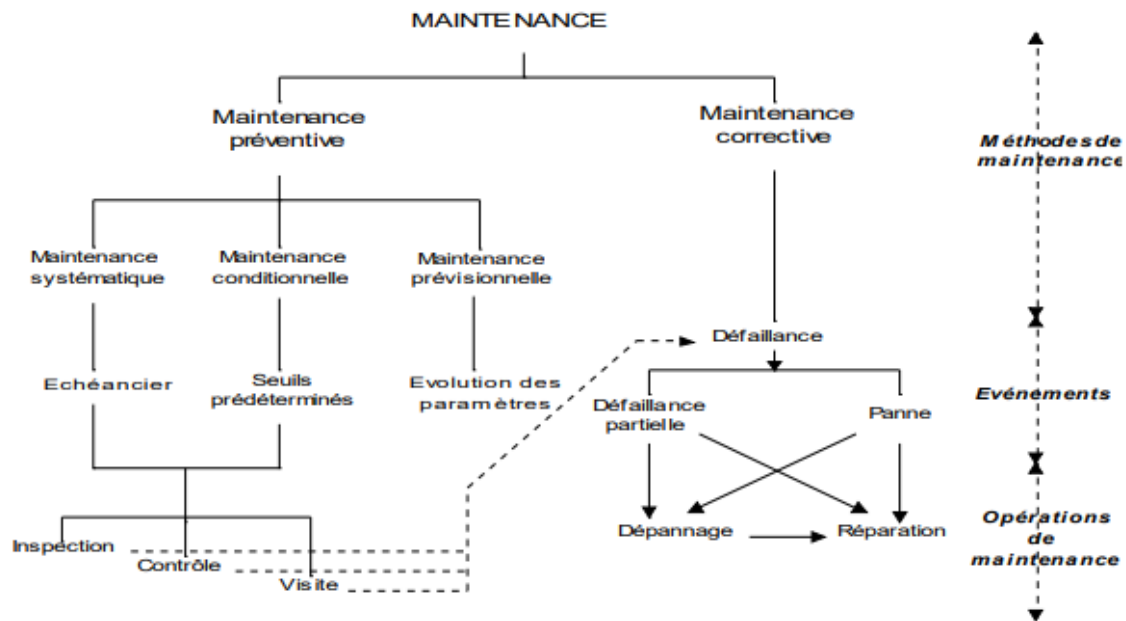 MAINTENANCE
Maintenance
préventive
Maintenance
corrective
Méthodes de
maintenance
Maintenance
systématique
Maintenance
conditionnelle
Maintenance
prévisionnelle
Défaillance
Echéancier
Seuils
prédéterminés
Evolution des
paramètres
Défaillance
partielle
Panne
Evénements
Inspection
Contrôle
Visite
Dépannage
Réparation
Opérations
de
maintenance